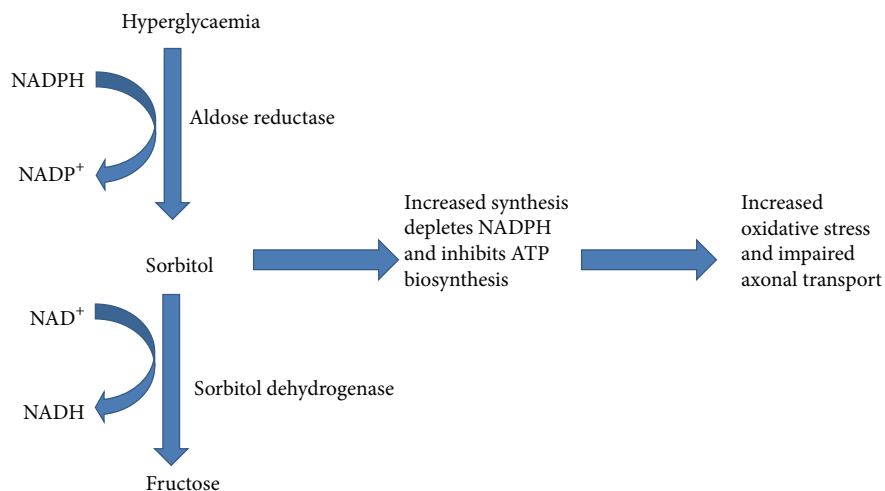 Hyperglycaemia
NADPH
Aldose reductase
NADP+
Sorbitol
Increased synthesis
depletes NADPH
and inhibits ATP
biosynthesis
Increased
oxidative stress
and impaired
axonal transport
NAD+
Sorbitol dehydrogenase
NADH
Fructose